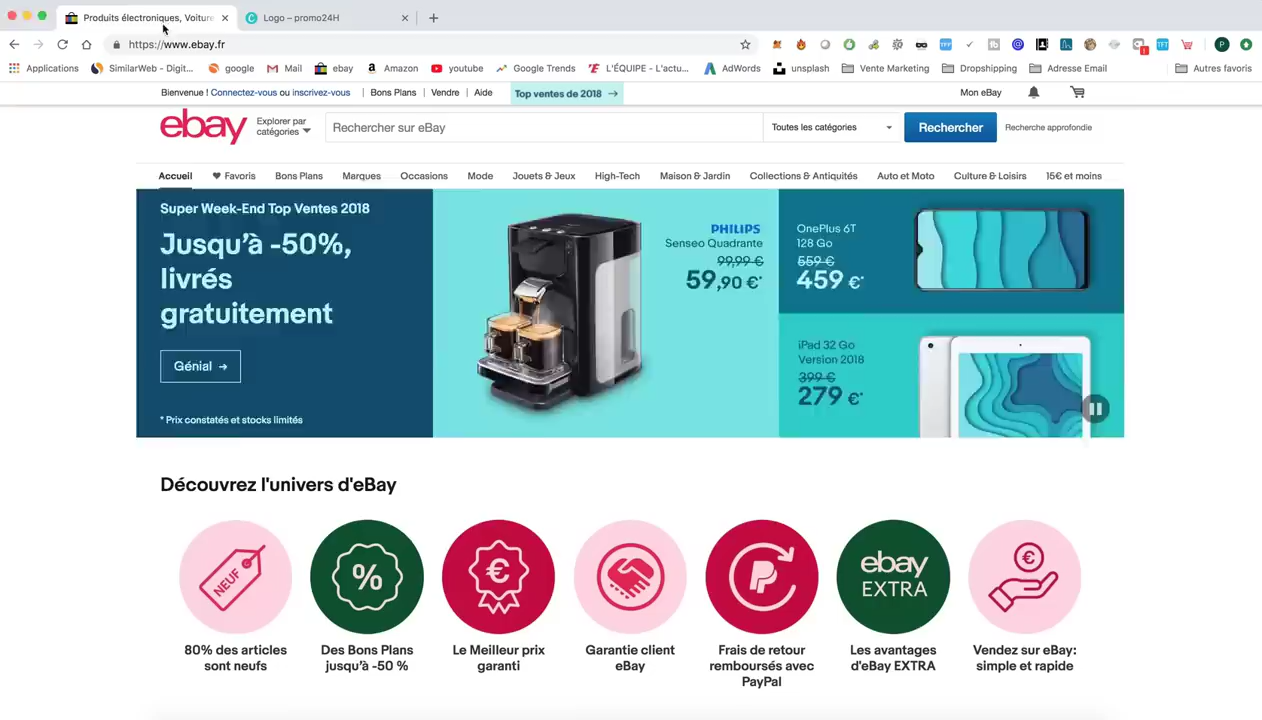 Produits électroniques, Voiture
Logo – promo24H
https://www.ebay.fr
Applications
SimilarWeb - Digit...
google
Mail
ebay
Amazon
youtube
Google Trends
L'ÉQUIPE - L'actu...
AdWords
unsplash
Vente Marketing
Dropshipping
Adresse Email
Autres favoris
Bienvenue ! Connectez-vous ou inscrivez-vous
Bons Plans
Vendre
Aide
Top ventes de 2018 →
Mon eBay
ebay
Explorer par
catégories
Rechercher sur eBay
Toutes les catégories
Rechercher
Recherche approfondie
Accueil
Favoris
Bons Plans
Marques
Occasions
Mode
Jouets & Jeux
High-Tech
Maison & Jardin
Collections & Antiquités
Auto et Moto
Culture & Loisirs
15€ et moins
Super Week-End Top Ventes 2018
Jusqu'à -50%,
livrés
gratuitement
Génial →
* Prix constatés et stocks limités
PHILIPS
Senseo Quadrante
99,99 €
59,90 €*
OnePlus 6T
128 Go
559 €
459 €*
iPad 32 Go
Version 2018
399 €
279 €*
Découvrez l'univers d'eBay
NEUF
%
€
ebay
EXTRA
€
80% des articles
sont neufs
Des Bons Plans
jusqu'à -50 %
Le Meilleur prix
garanti
Garantie client
eBay
Frais de retour
remboursés avec
PayPal
Les avantages
d'eBay EXTRA
Vendez sur eBay:
simple et rapide